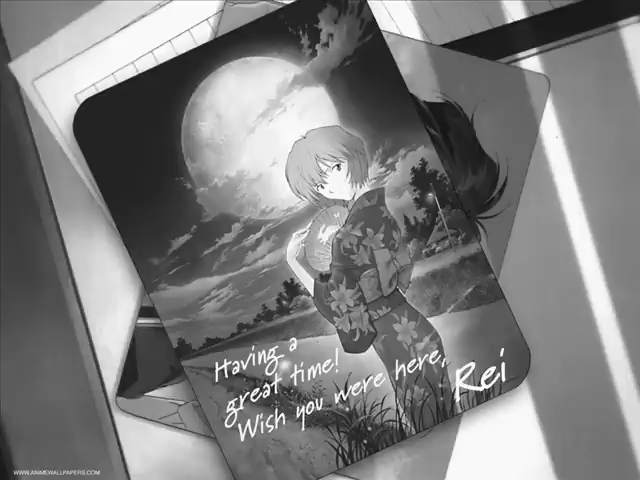 Having a
great time!
Wish you were here,
Rei
WWW.ANIMEWALLPAPERS.COM